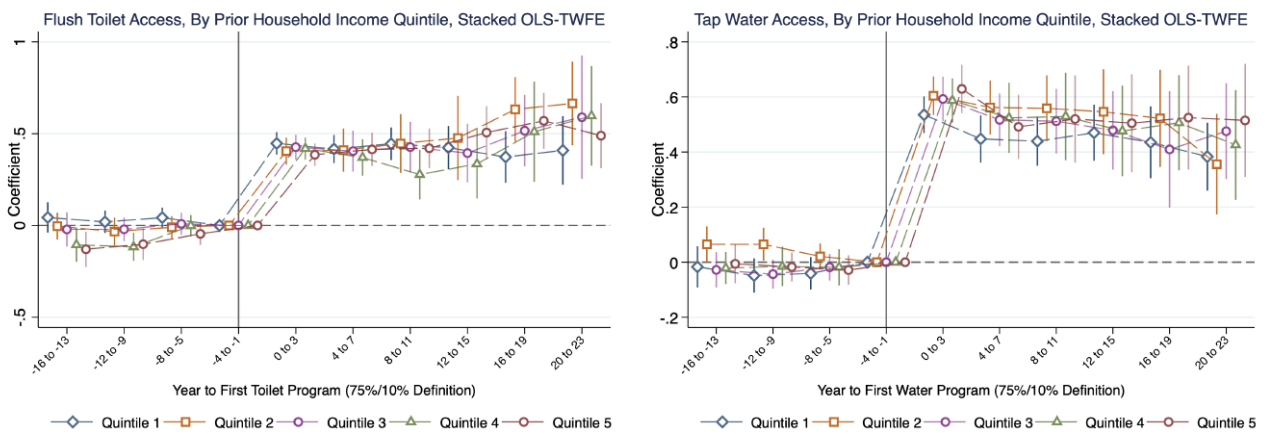 Flush Toilet Access, By Prior Household Income Quintile, Stacked OLS-TWFE
Coefficient
1
.5
0
-.5
-16 to -13
-12 to -9
-8 to -5
-4 to -1
0 to 3
4 to 7
8 to 11
12 to 15
16 to 19
20 to 23
Year to First Toilet Program (75%/10% Definition)
Quintile 1 Quintile 2 Quintile 3 Quintile 4 Quintile 5
Tap Water Access, By Prior Household Income Quintile, Stacked OLS-TWFE
Coefficient
.8
.6
.4
.2
0
-.2
-16 to -13
-12 to -9
-8 to -5
-4 to -1
0 to 3
4 to 7
8 to 11
12 to 15
16 to 19
20 to 23
Year to First Water Program (75%/10% Definition)
Quintile 1 Quintile 2 Quintile 3 Quintile 4 Quintile 5